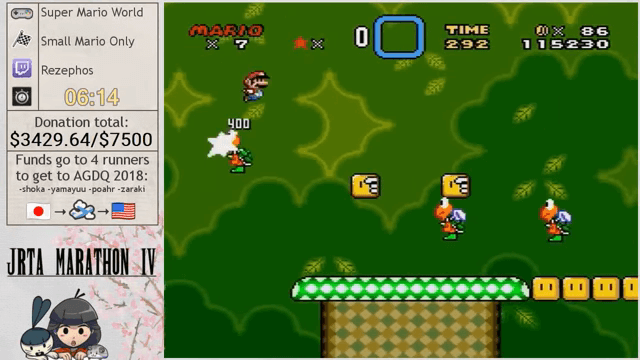 Super Mario World
Small Mario Only
Rezephos
06:14
Donation total:
$3429.64/$7500
Funds go to 4 runners
to get to AGDQ 2018:
-shoka -yamayuu -poahr -zaraki
JRTA MARATHON IV
MARIO
x 7
x
0
TIME
292
x 86
115230
400